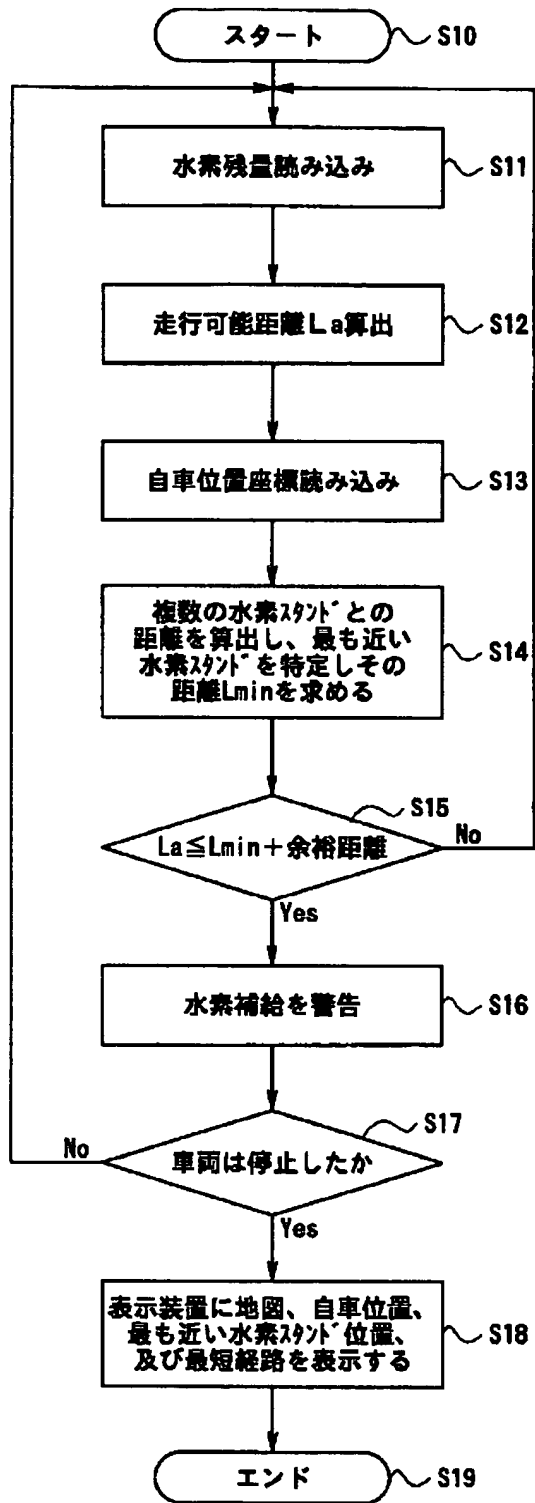 スタート
S10
水素残量読み込み
S11
走行可能距離La算出
S12
自車位置座標読み込み
S13
複数の水素ｽﾀﾝﾄﾞとの
距離を算出し、最も近い
水素ｽﾀﾝﾄﾞを特定しその
距離Lminを求める
S14
S15
La≦Lmin＋余裕距離
No
Yes
水素補給を警告
S16
S17
No
車両は停止したか
Yes
表示装置に地図、自車位置、
最も近い水素ｽﾀﾝﾄﾞ位置、
及び最短経路を表示する
S18
エンド
S19